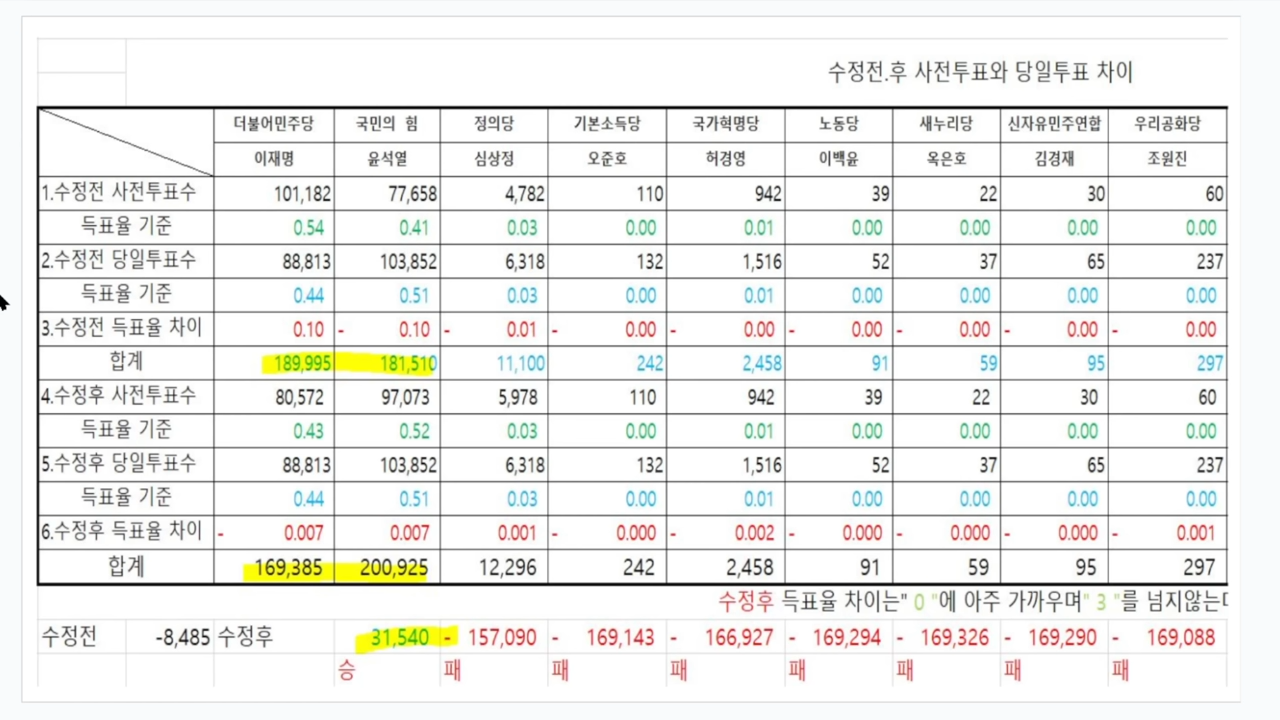 수정전.후 사전투표와 당일투표 차이
더불어민주당 국민의 힘 정의당 기본소득당 국가혁명당 노동당 새누리당 신자유민주연합 우리공화당
이재명 윤석열 심상정 오준호 허경영 이백윤 옥은호 김경재 조원진
1.수정전 사전투표수 101,182 77,658 4,782 110 942 39 22 30 60
득표율 기준 0.54 0.41 0.03 0.00 0.01 0.00 0.00 0.00 0.00
2.수정전 당일투표수 88,813 103,852 6,318 132 1,516 52 37 65 237
득표율 기준 0.44 0.51 0.03 0.00 0.01 0.00 0.00 0.00 0.00
3.수정전 득표율 차이 0.10 - 0.10 - 0.01 - 0.00 - 0.00 - 0.00 - 0.00 - 0.00 - 0.00
합계 189,995 181,510 11,100 242 2,458 91 59 95 297
4.수정후 사전투표수 80,572 97,073 5,978 110 942 39 22 30 60
득표율 기준 0.43 0.52 0.03 0.00 0.01 0.00 0.00 0.00 0.00
5.수정후 당일투표수 88,813 103,852 6,318 132 1,516 52 37 65 237
득표율 기준 0.44 0.51 0.03 0.00 0.01 0.00 0.00 0.00 0.00
6.수정후 득표율 차이 - 0.007 0.007 0.001 - 0.000 - 0.002 - 0.000 - 0.000 - 0.000 - 0.001
합계 169,385 200,925 12,296 242 2,458 91 59 95 297
수정후 득표율 차이는" 0 "에 아주 가까우며" 3 "를 넘지않는
수정전 -8,485 수정후 31,540 - 157,090 - 169,143 - 166,927 - 169,294 - 169,326 - 169,290 - 169,088
승 패 패 패 패 패 패 패